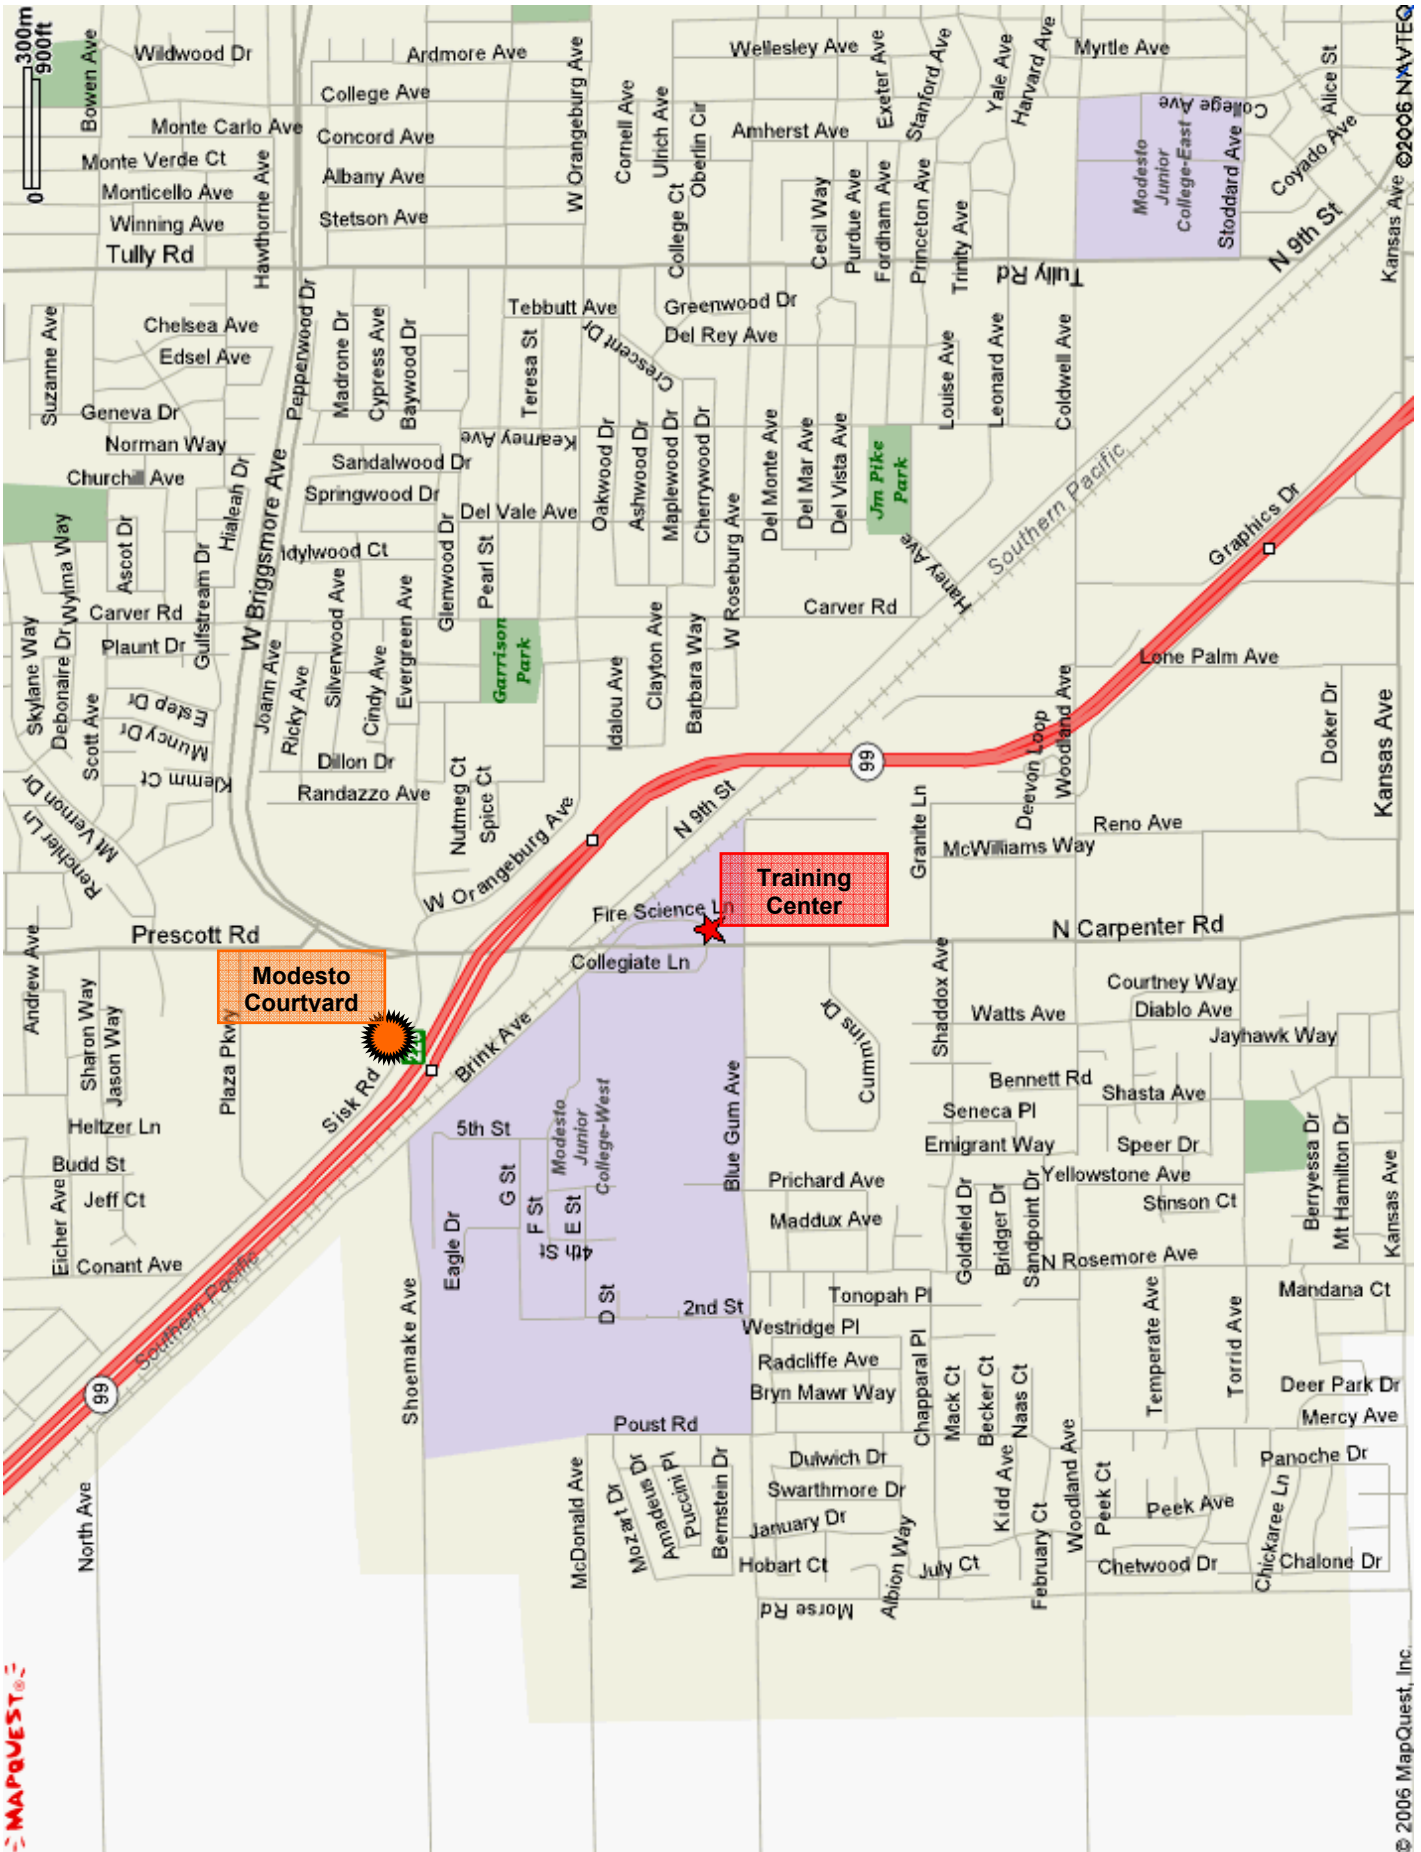 300m
900ft
0
Bowen Ave
Wildwood Dr
Ardmore Ave
W Orangeburg Ave
Wellesley Ave
Exeter Ave
Stanford Ave
Yale Ave
Harvard Ave
Myrtle Ave
Alice St
©2006 NAVTEQ
College Ave
Cornell Ave
Ulrich Ave
Oberlin Cir
College Ave
Monte Carlo Ave
Concord Ave
Amherst Ave
Coyado Ave
Monte Verde Ct
Albany Ave
Modesto
Junior
College-East
Stoddard Ave
Monticello Ave
Winning Ave
Hawthorne Ave
Stetson Ave
College Ct
Cecil Way
Purdue Ave
Fordham Ave
Princeton Ave
Trinity Ave
N 9th St
Kansas Ave
Tully Rd
Tully Rd
Suzanne Ave
Chelsea Ave
Edsel Ave
Pepperwood Dr
Madrone Dr
Cypress Ave
Baywood Dr
Tebbutt Ave
Teresa St
Crescent Dr
Greenwood Dr
Del Rey Ave
Louise Ave
Leonard Ave
Coldwell Ave
Geneva Dr
Norman Way
Churchill Ave
Hialeah Dr
Sandalwood Dr
Springwood Dr
Kearney Ave
Del Vale Ave
Oakwood Dr
Ashwood Dr
Maplewood Dr
Cherrywood Dr
Del Monte Ave
Del Mar Ave
Del Vista Ave
Jm Pike
Park
Southern Pacific
Graphics Dr
Wylma Way
Ascot Dr
Gulfstream Dr
W Briggsmore Ave
Idylwood Ct
Glenwood Dr
Pearl St
W Roseburg Ave
Haney Ave
Carver Rd
Carver Rd
Skylane Way
Debonaire Dr
Plaunt Dr
Scott Ave
Estep Dr
Muncy Dr
Klemm Ct
Joann Ave
Ricky Ave
Silverwood Ave
Cindy Ave
Evergreen Ave
Garrison
Park
Idalou Ave
Clayton Ave
Barbara Way
Lone Palm Ave
Doker Dr
Kansas Ave
Dillon Dr
Randazzo Ave
Nutmeg Ct
Spice Ct
99
Deevon Loop
Woodland Ave
Mt Vernon Dr
Renchler Ln
W Orangeburg Ave
N 9th St
Granite Ln
Reno Ave
McWilliams Way
Training
Center
Fire Science Ln
Prescott Rd
N Carpenter Rd
Andrew Ave
Modesto
Courtyard
Collegiate Ln
Sharon Way
Jason Way
Plaza Pkwy
Sisk Rd
Brink Ave
Cummins Dr
Shaddox Ave
Courtney Way
Watts Ave
Diablo Ave
Jayhawk Way
Bennett Rd
Shasta Ave
Heltzer Ln
5th St
Modesto
Junior
College-West
Blue Gum Ave
Seneca Pl
Emigrant Way
Speer Dr
Berryessa Dr
Mt Hamilton Dr
Kansas Ave
Budd St
Jeff Ct
Eicher Ave
G St
F St
E St
4th St
Prichard Ave
Maddux Ave
Yellowstone Ave
Stinson Ct
Goldfield Dr
Bridger Dr
Sandpoint Dr
N Rosemore Ave
Conant Ave
Southern Pacific
Eagle Dr
D St
2nd St
Tonopah Pl
Mandana Ct
Shoemake Ave
Westridge Pl
Radcliffe Ave
Bryn Mawr Way
Chapparal Pl
Mack Ct
Becker Ct
Naas Ct
Temperate Ave
Torrid Ave
Deer Park Dr
Mercy Ave
99
Poust Rd
North Ave
McDonald Ave
Mozart Dr
Amadeus Dr
Puccini Pl
Bernstein Dr
Dulwich Dr
Swarthmore Dr
January Dr
Hobart Ct
Albion Way
July Ct
Kidd Ave
February Ct
Woodland Ave
Peek Ct
Peek Ave
Chetwood Dr
Chickaree Ln
Panoche Dr
Chalone Dr
Morse Rd
MAPQUEST®
© 2006 MapQuest, Inc.